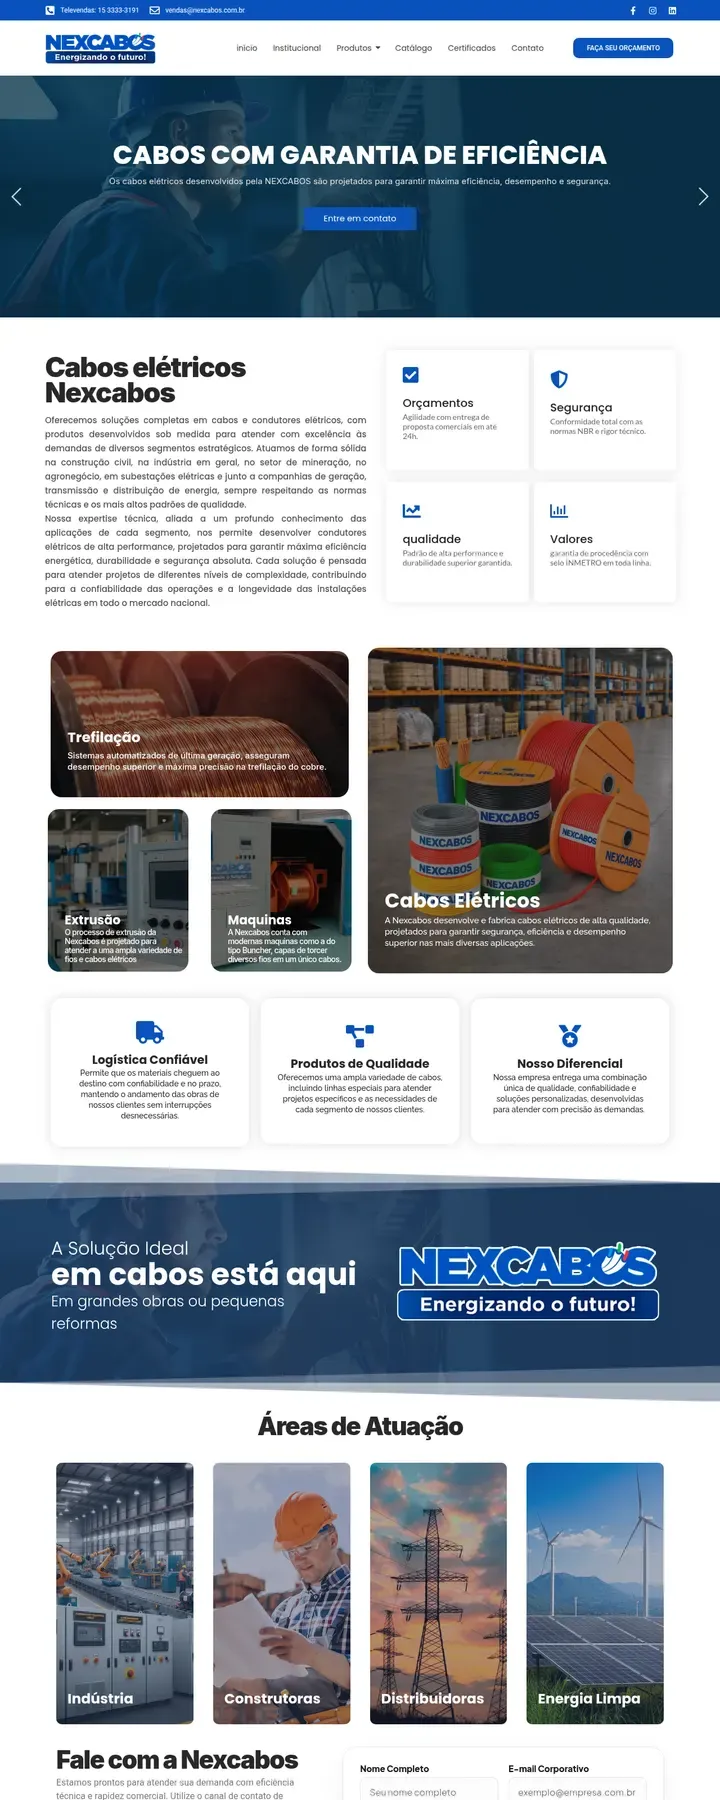 Televendas: 15 3333-3191
vendas@nexcabos.com.br
NEXCABOS
Energizando o futuro!
inicio
Institucional
Produtos
Catálogo
Certificados
Contato
FAÇA SEU ORÇAMENTO
CABOS COM GARANTIA DE EFICIÊNCIA
Os cabos elétricos desenvolvidos pela NEXCABOS são projetados para garantir máxima eficiência, desempenho e segurança.
Entre em contato
Cabos elétricos
Nexcabos
Oferecemos soluções completas em cabos e condutores elétricos, com
produtos desenvolvidos sob medida para atender com excelência às
demandas de diversos segmentos estratégicos. Atuamos de forma sólida
na construção civil, na indústria em geral, no setor de mineração, no
agronegócio, em subestações elétricas e junto a companhias de geração,
transmissão e distribuição de energia, sempre respeitando as normas
técnicas e os mais altos padrões de qualidade.
Nossa expertise técnica, aliada a um profundo conhecimento das
aplicações de cada segmento, nos permite desenvolver condutores
elétricos de alta performance, projetados para garantir máxima eficiência
energética, durabilidade e segurança absoluta. Cada solução é pensada
para atender projetos de diferentes níveis de complexidade, contribuindo
para a confiabilidade das operações e a longevidade das instalações
elétricas em todo o mercado nacional.
Orçamentos
Agilidade com entrega de
proposta comerciais em até
24h.
Segurança
Conformidade total com as
normas NBR e rigor técnico.
qualidade
Padrão de alta performance e
durabilidade superior garantida.
Valores
garantia de procedência com
selo INMETRO em toda linha.
Trefilação
Sistemas automatizados de última geração, asseguram
desempenho superior e máxima precisão na trefilação do cobre.
Extrusão
O processo de extrusão da
Nexcabos é projetado para
atender a uma ampla variedade de
fios e cabos elétricos
Maquinas
A Nexcabos conta com
modernas maquinas como a do
tipo Buncher, capas de torcer
diversos fios em um único cabo.
NEXCABOS
NEXCABOS
NEXCABOS
NEXCABOS
NEXCABOS
NEXCABOS
NEXCABOS
Cabos Elétricos
A Nexcabos desenvolve e fabrica cabos elétricos de alta qualidade,
projetados para garantir segurança, eficiência e desempenho
superior nas mais diversas aplicações.
Logística Confiável
Permite que os materiais cheguem ao
destino com confiabilidade e no prazo,
mantendo o andamento das obras de
nossos clientes sem interrupções
desnecessárias.
Produtos de Qualidade
Oferecemos uma ampla variedade de cabos,
incluindo linhas especiais para atender
projetos específicos e as necessidades de
cada segmento de nossos clientes.
Nosso Diferencial
Nossa empresa entrega uma combinação
única de qualidade, confiabilidade e
soluções personalizadas, desenvolvidas
para atender com precisão às demandas.
A Solução Ideal
em cabos está aqui
Em grandes obras ou pequenas
reformas
NEXCABOS
Energizando o futuro!
Áreas de Atuação
Indústria
Construtoras
Distribuidoras
Energia Limpa
Fale com a Nexcabos
Estamos prontos para atender sua demanda com eficiência
técnica e rapidez comercial. Utilize o canal de contato de
Nome Completo
Seu nome completo
E-mail Corporativo
exemplo@empresa.com.br